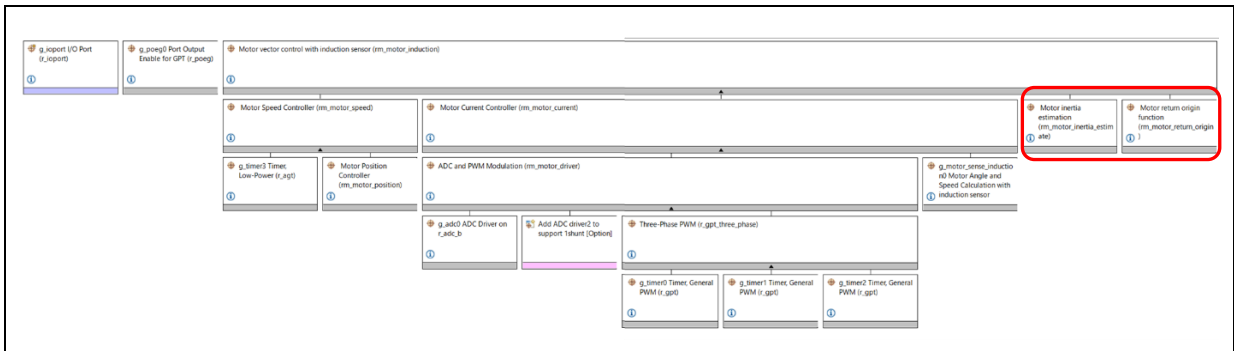 g_ioport I/O Port
(r_ioport)
g_poeg0 Port Output
Enable for GPT (r_poeg)
Motor vector control with induction sensor (rm_motor_induction)
Motor Speed Controller (rm_motor_speed)
Motor Current Controller (rm_motor_current)
Motor inertia
estimation
(rm_motor_inertia_estim
ate)
Motor return origin
function
(rm_motor_return_origin
)
g_timer3 Timer,
Low-Power (r_agt)
Motor Position
Controller
(rm_motor_position)
ADC and PWM Modulation (rm_motor_driver)
g_motor_sense_inductio
n0 Motor Angle and
Speed Calculation with
induction sensor
g_adc0 ADC Driver on
r_adc_b
Add ADC driver2 to
support 1shunt [Option]
Three-Phase PWM (r_gpt_three_phase)
g_timer0 Timer, General
PWM (r_gpt)
g_timer1 Timer, General
PWM (r_gpt)
g_timer2 Timer, General
PWM (r_gpt)